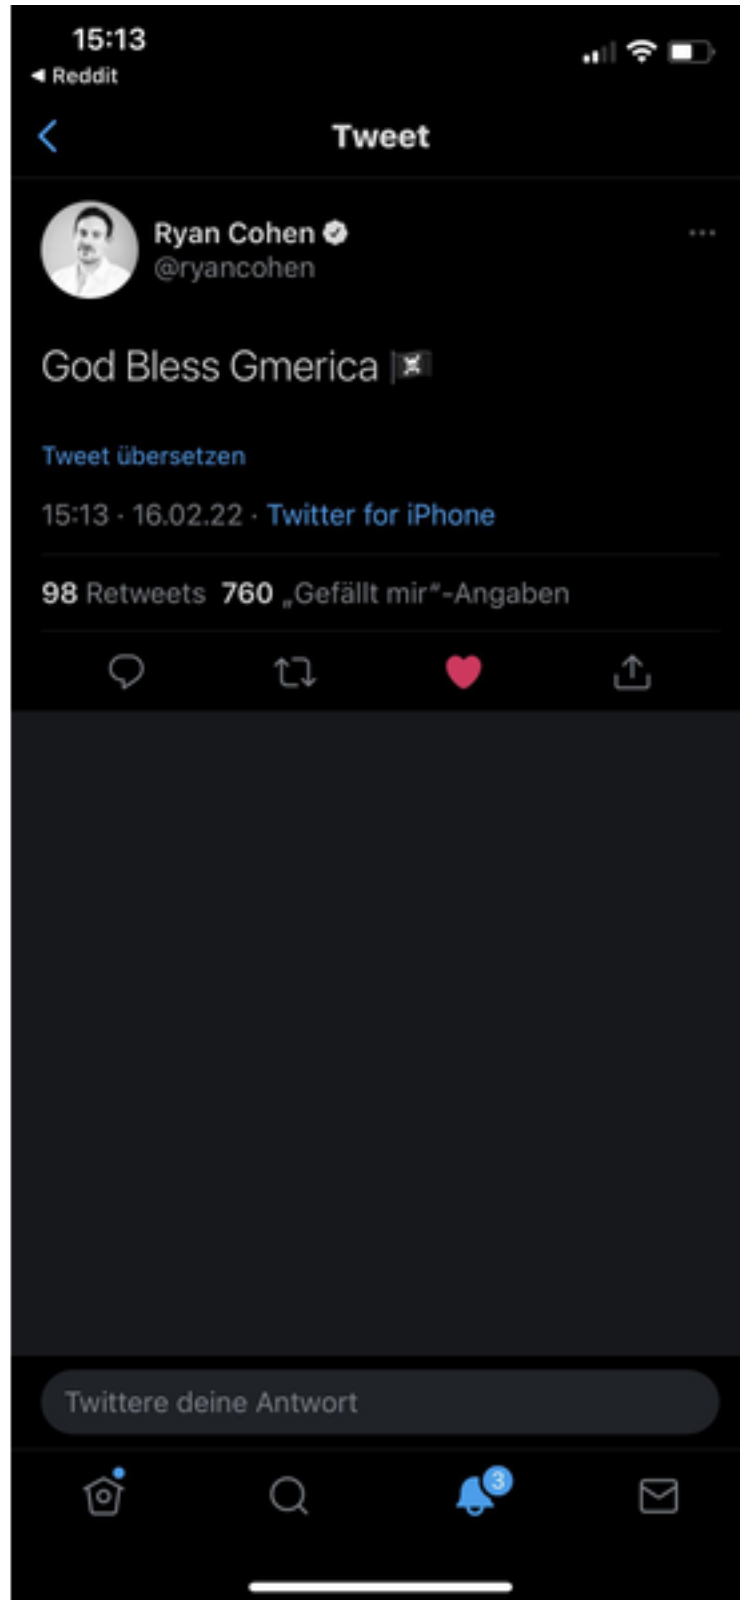 15:13
◀ Reddit
Tweet
Ryan Cohen
@ryancohen
God Bless Gmerica 🏴‍☠️
Tweet übersetzen
15:13 · 16.02.22 · Twitter for iPhone
98 Retweets 760 „Gefällt mir“-Angaben
Twittere deine Antwort
3